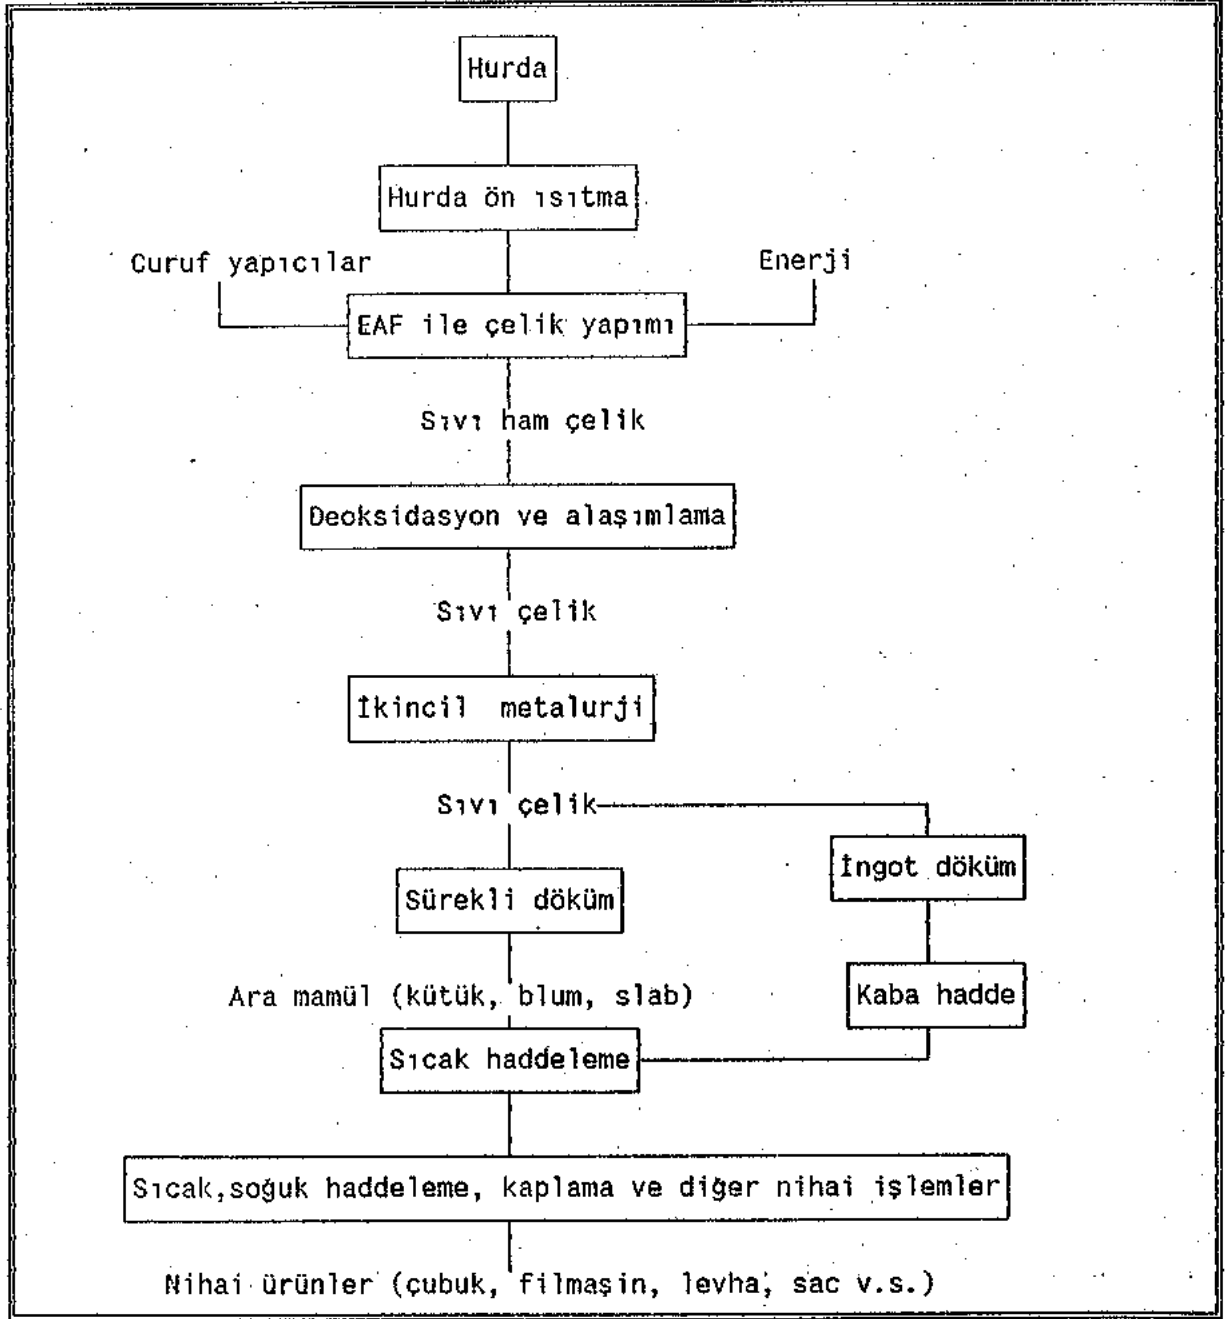 Hurda
Hurda ön ısıtma
Curuf yapıcılar
Enerji
EAF ile çelik yapımı
Sıvı ham çelik
Deoksidasyon ve alaşımlama
Sıvı çelik
İkincil metalurji
Sıvı çelik
İngot döküm
Sürekli döküm
Ara mamül (kütük, blum, slab)
Kaba hadde
Sıcak haddeleme
Sıcak,soğuk haddeleme, kaplama ve diğer nihai işlemler
Nihai ürünler (çubuk, filmaşin, levha, sac v.s.)